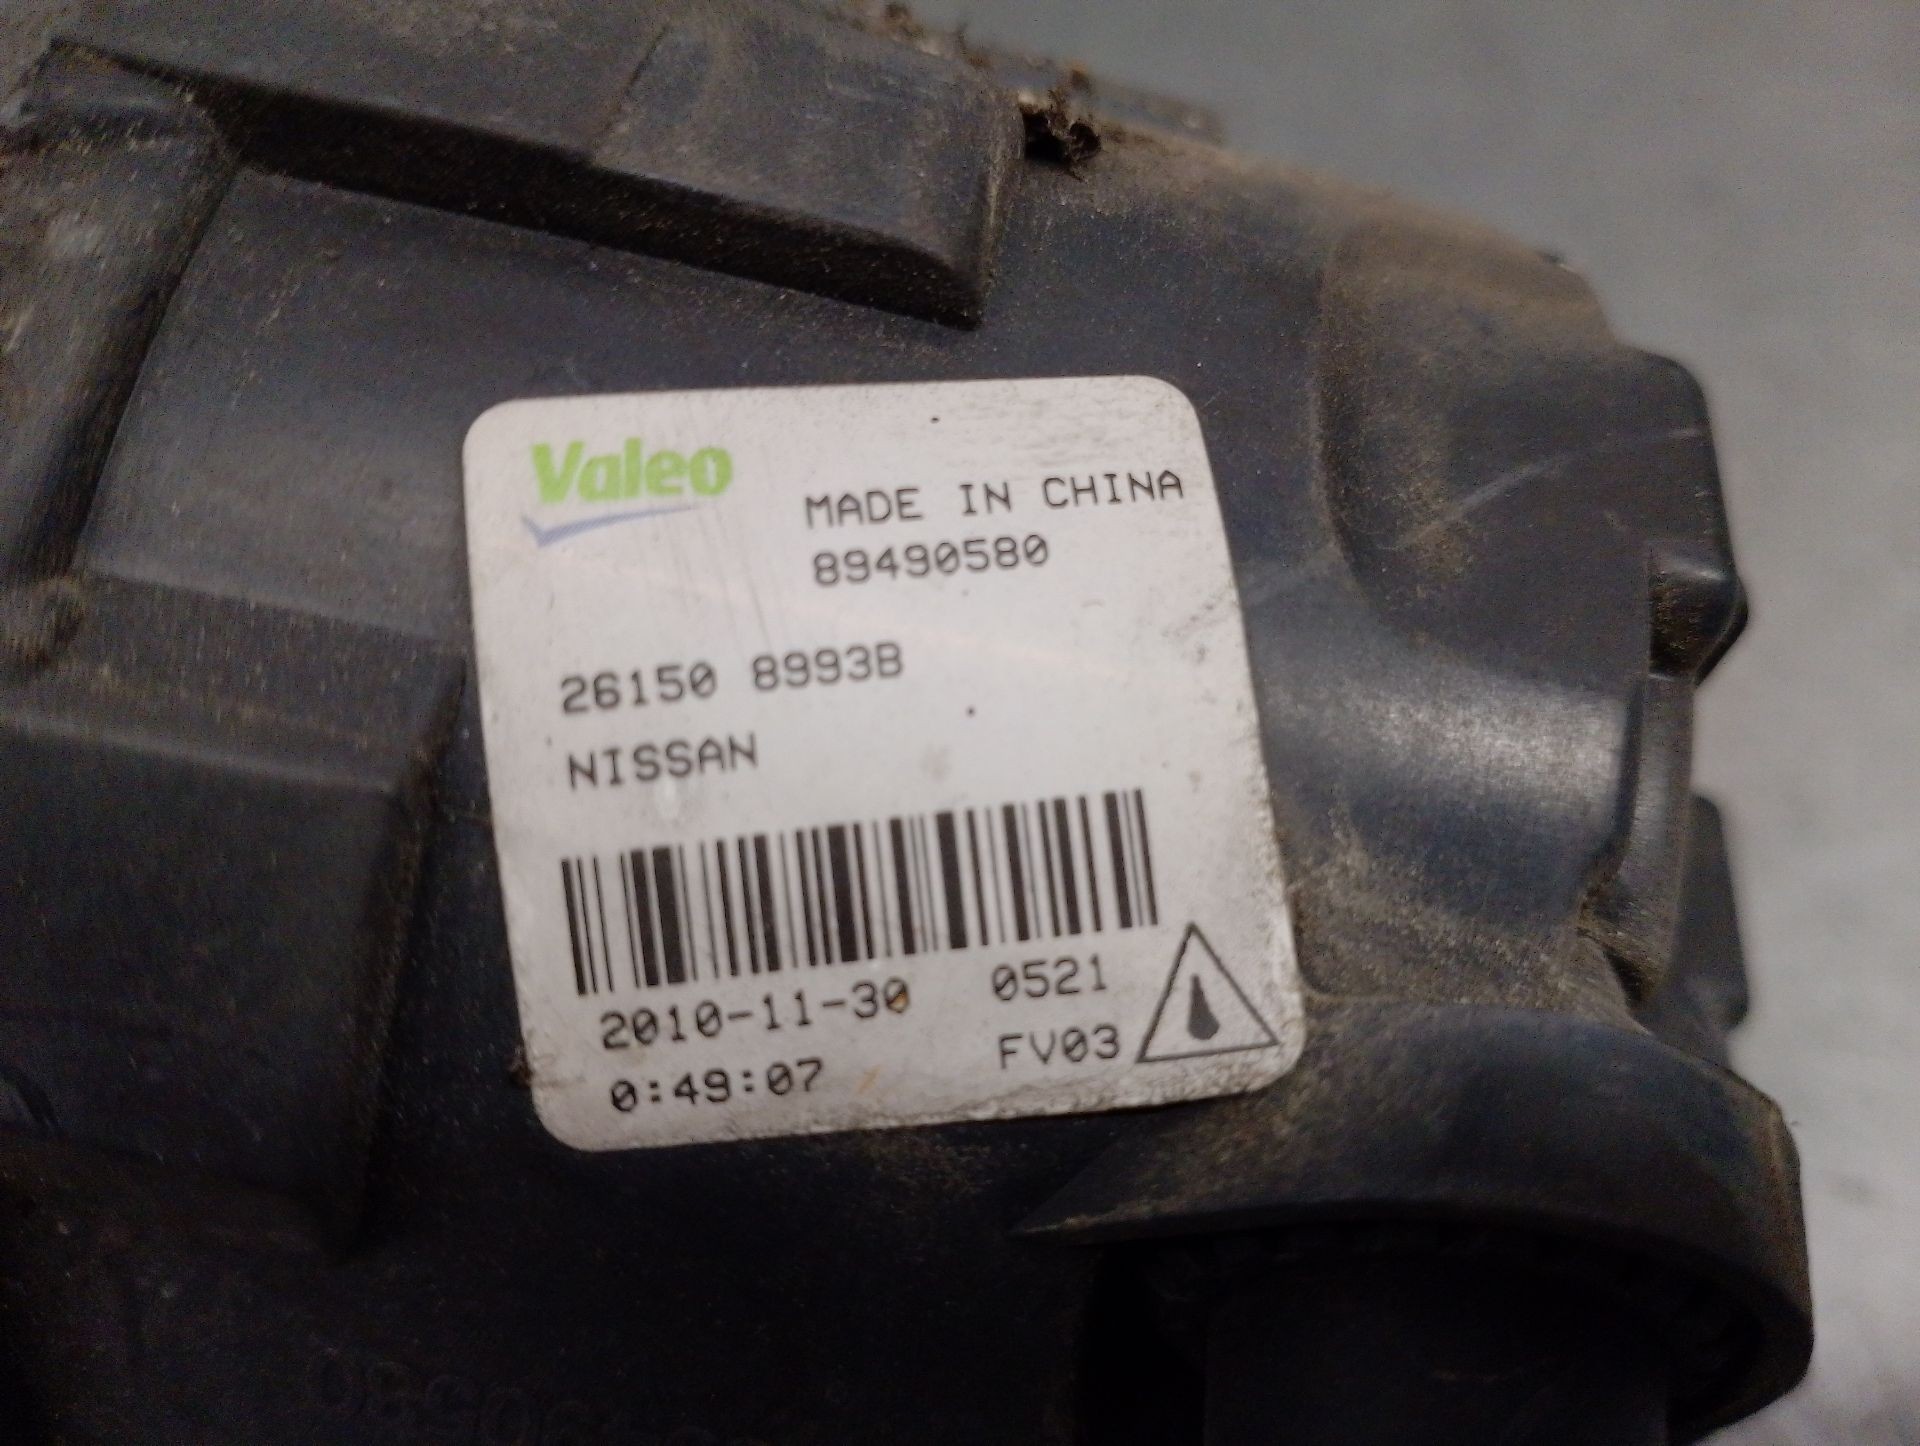 Valeo
MADE IN CHINA
89490580
26150 8993B
NISSAN
2010-11-30 0521
0:49:07 FV03